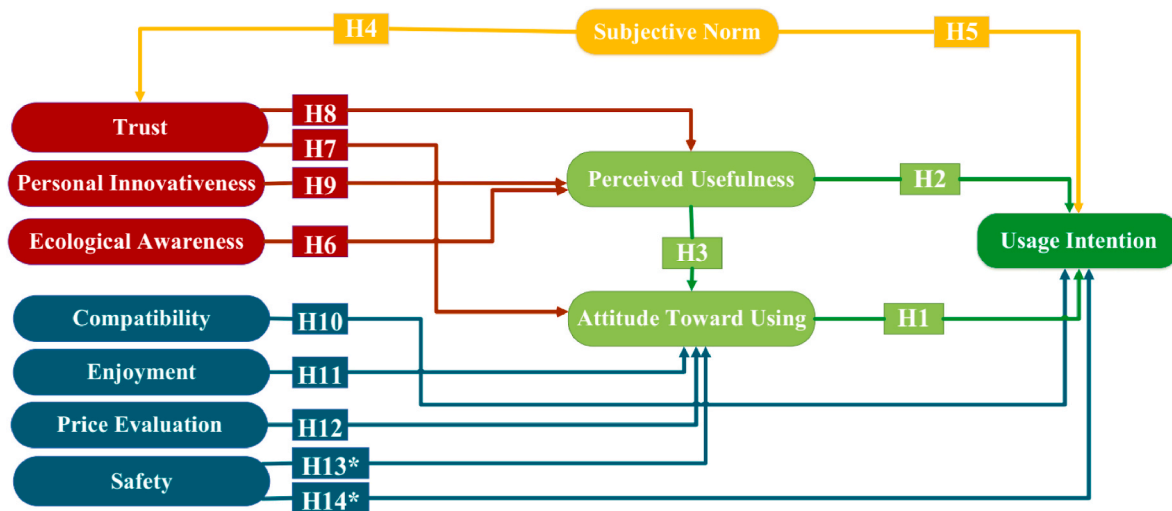 H4
Subjective Norm
H5
Trust
H8
H7
Personal Innovativeness
H9
Perceived Usefulness
H2
Ecological Awareness
H6
H3
Usage Intention
Compatibility
H10
Attitude Toward Using
H1
Enjoyment
H11
Price Evaluation
H12
Safety
H13*
H14*